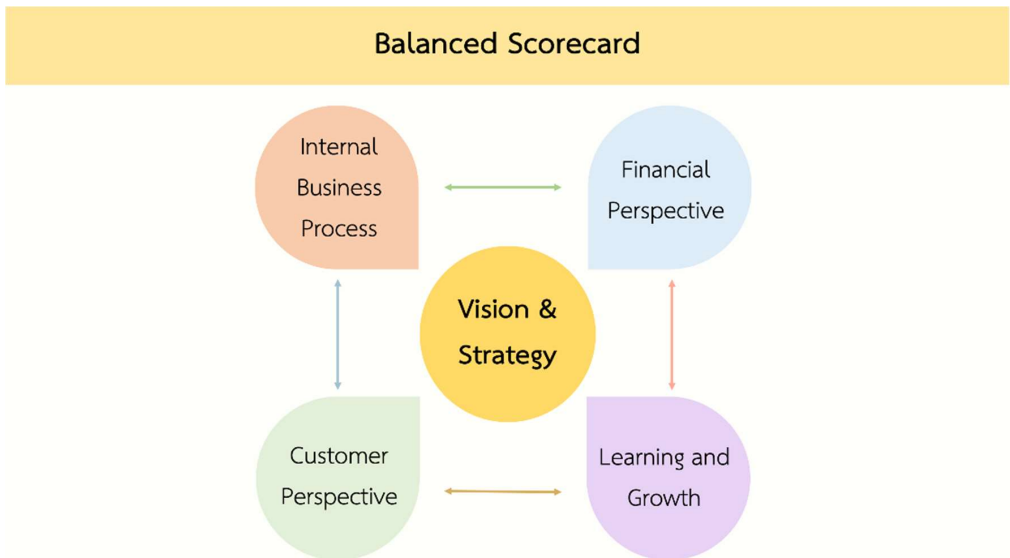 Balanced Scorecard
Internal
Business
Process
Financial
Perspective
Vision &
Strategy
Customer
Perspective
Learning and
Growth